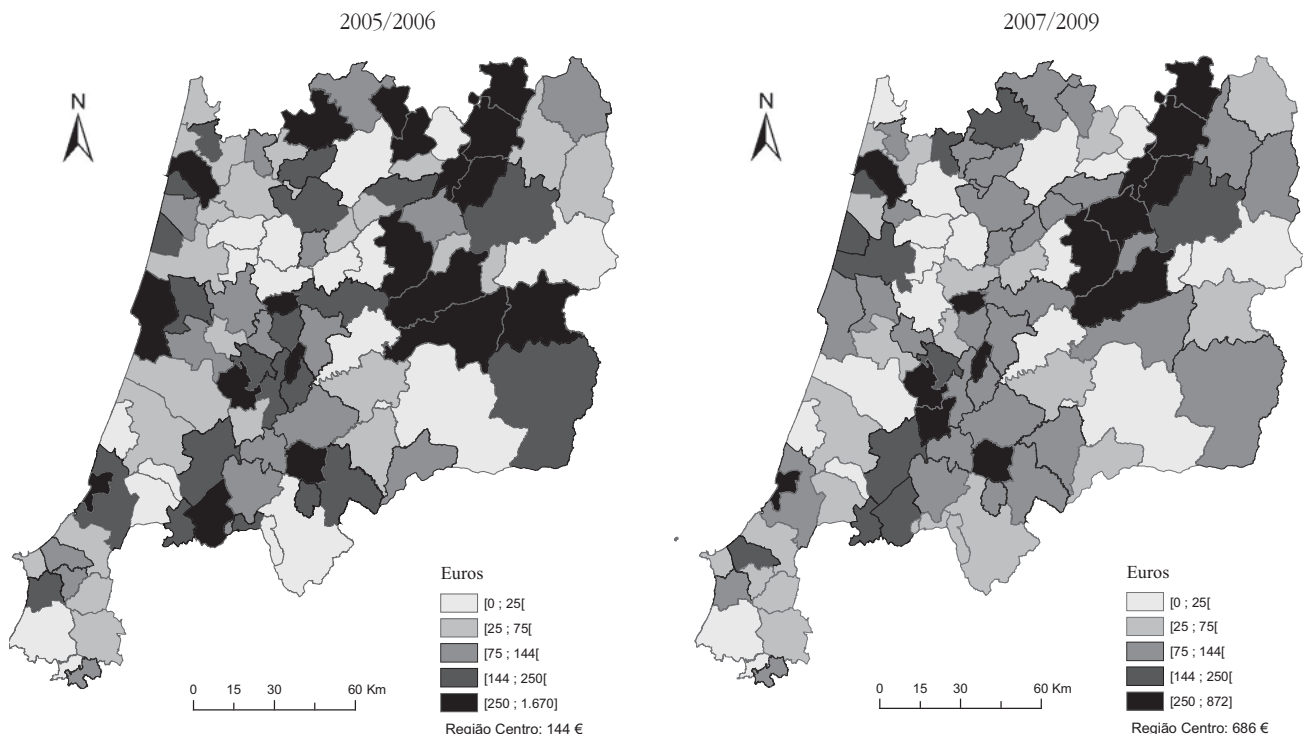 2005/2006
N
Euros
[0 ; 25[
[25 ; 75[
[75 ; 144[
[144 ; 250[
[250 ; 1.670]
Região Centro: 144 €
0 15 30 60 Km
2007/2009
N
Euros
[0 ; 25[
[25 ; 75[
[75 ; 144[
[144 ; 250[
[250 ; 872]
Região Centro: 686 €
0 15 30 60 Km